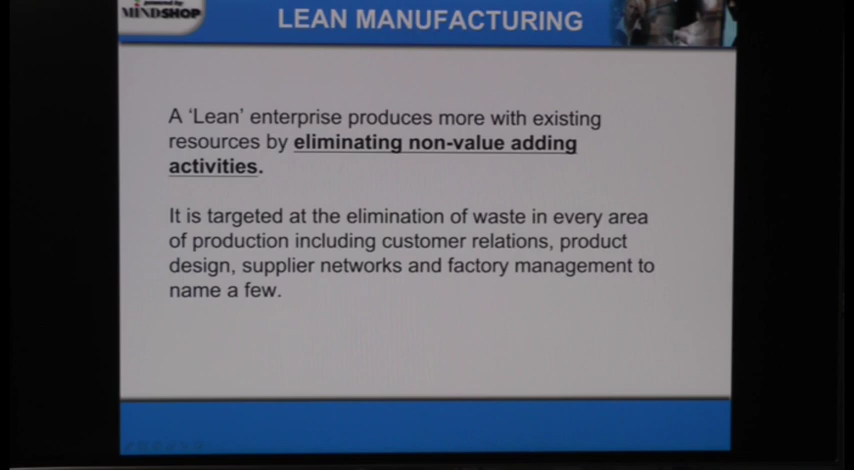 powered by
MINDSHOP
LEAN MANUFACTURING
A ‘Lean’ enterprise produces more with existing
resources by eliminating non-value adding
activities.
It is targeted at the elimination of waste in every area
of production including customer relations, product
design, supplier networks and factory management to
name a few.